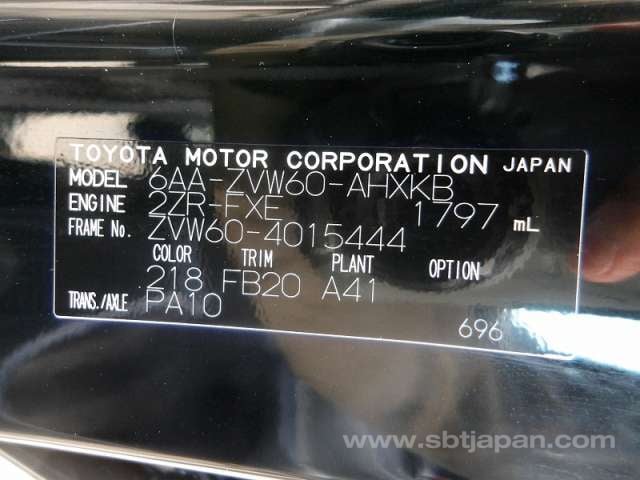 TOYOTA MOTOR CORPORATION JAPAN
MODEL 6AA-ZVW60-AHXKB
ENGINE 2ZR-FXE 1797 mL
FRAME No. ZVW60-4015444
COLOR TRIM PLANT OPTION
218 FB20 A41
TRANS./AXLE PA10
696
www.sbtjapan.com